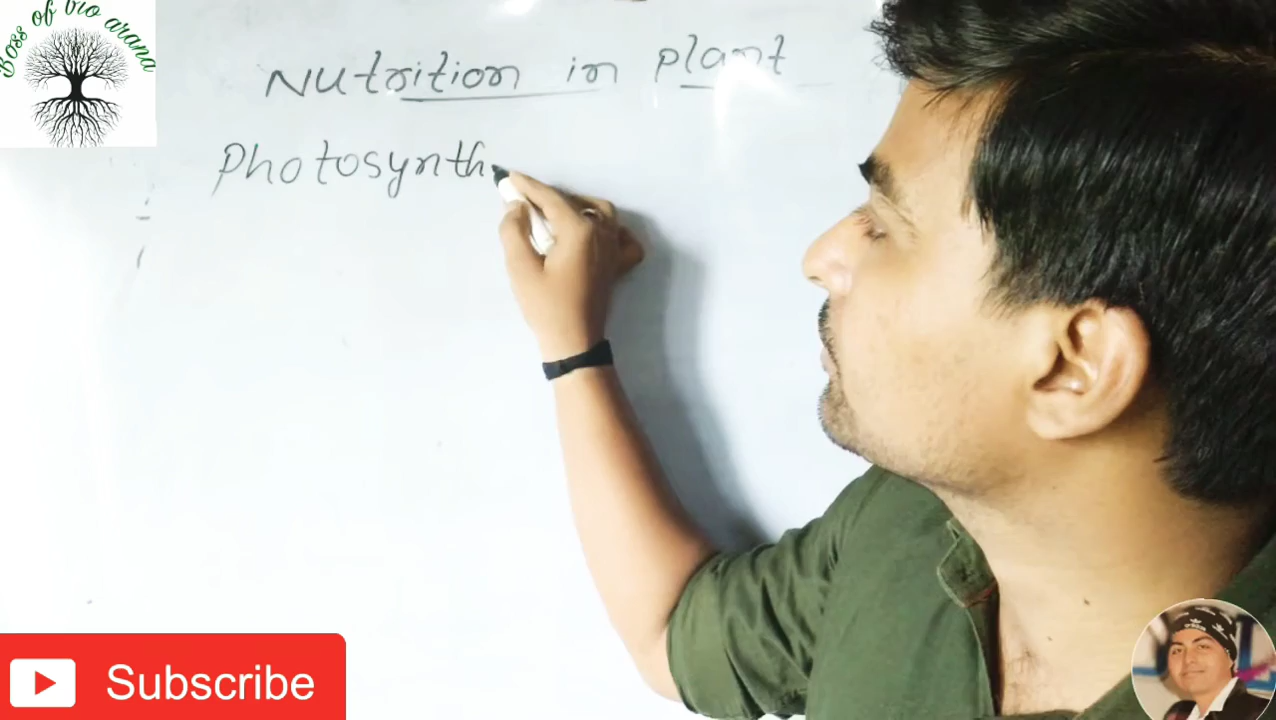 Boss of bio arana
Nutrition in plant
Photosynth
Subscribe